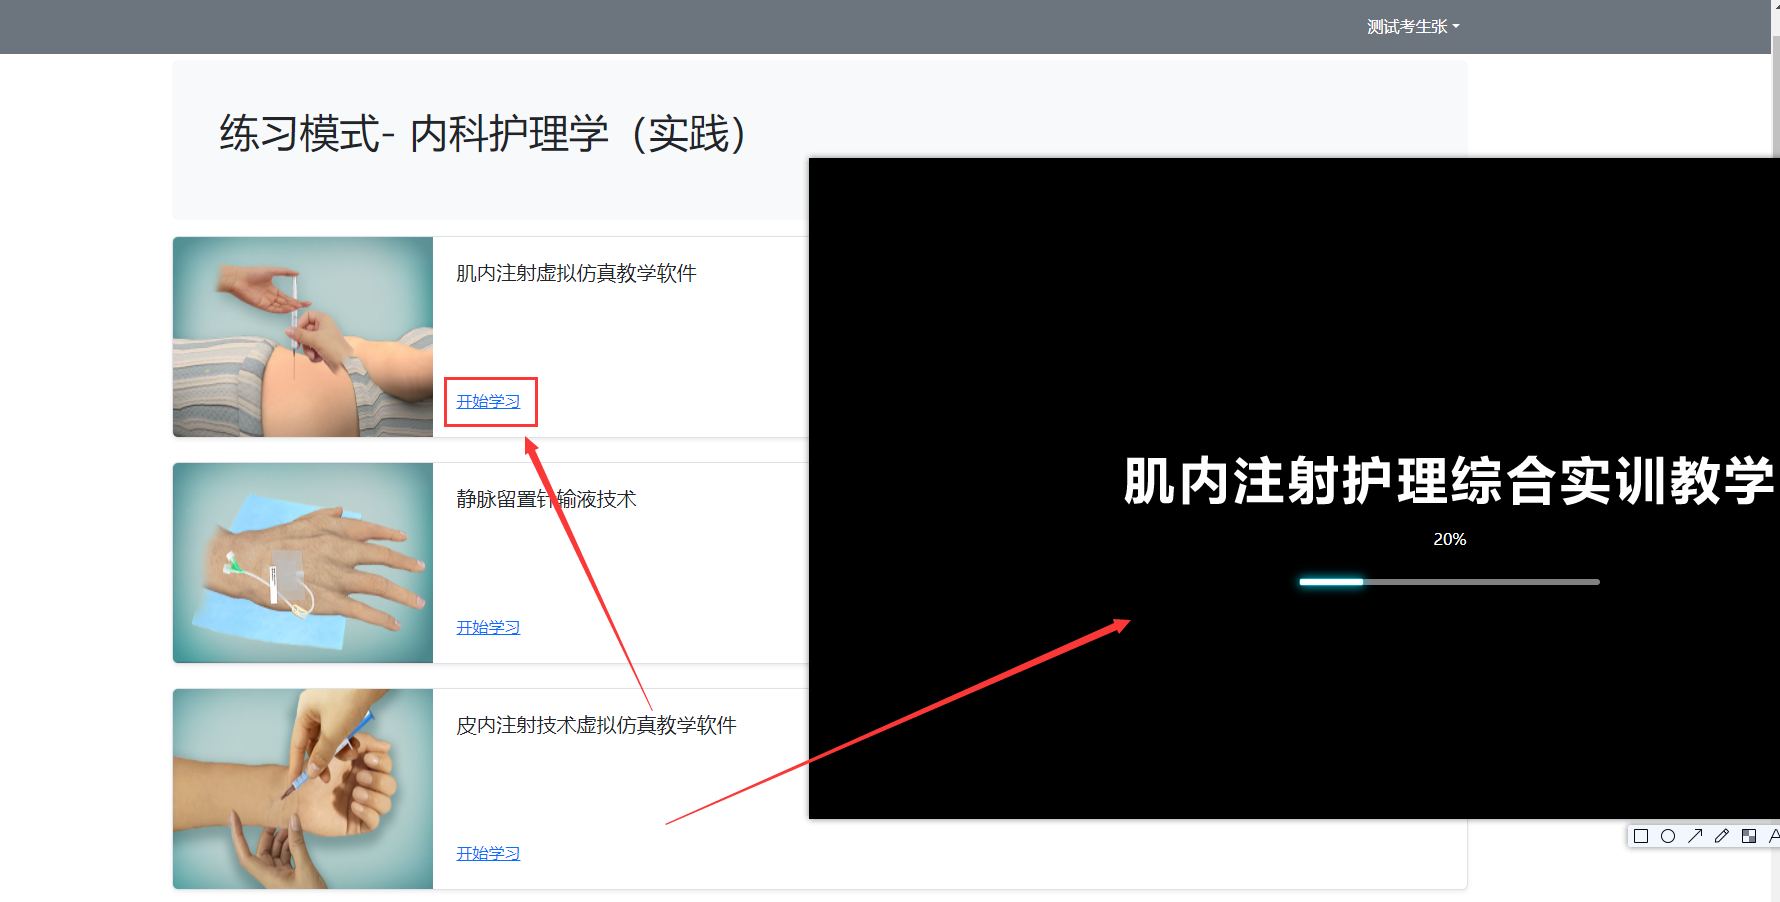 测试考生张
练习模式- 内科护理学（实践）
肌内注射虚拟仿真教学软件
开始学习
静脉留置针输液技术
开始学习
皮内注射技术虚拟仿真教学软件
开始学习
肌内注射护理综合实训教学
20%